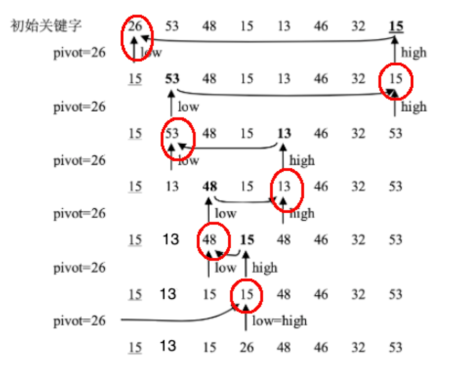 初始关键字 26 53 48 15 13 46 32 15
pivot=26 low high
15 53 48 15 13 46 32 15
low high
15 53 48 15 13 46 32 53
pivot=26 low high
15 13 48 15 13 46 32 53
pivot=26 low high
15 13 48 15 48 46 32 53
pivot=26 low high
15 13 15 15 48 46 32 53
pivot=26 low=high
15 13 15 26 48 46 32 53